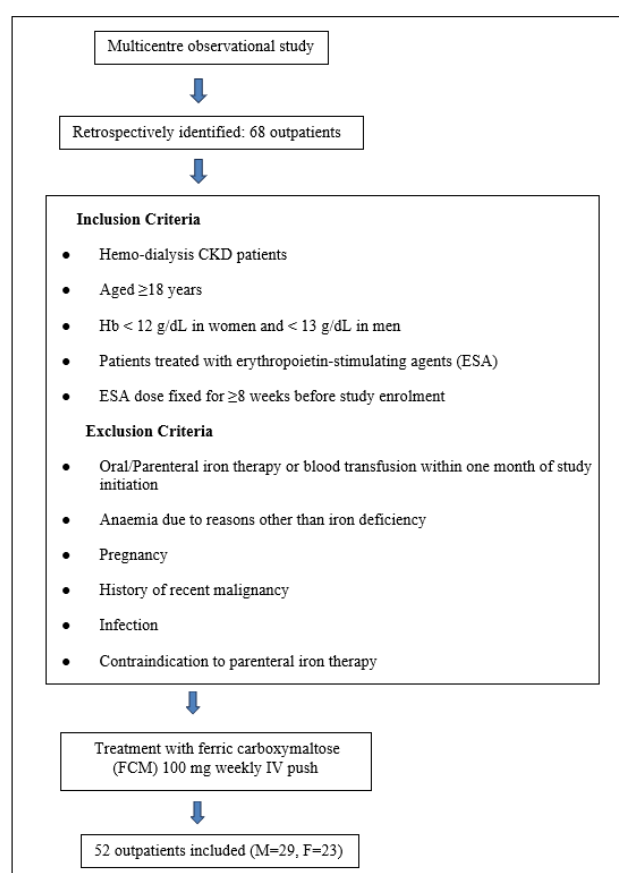 Multicentre observational study
Retrospectively identified: 68 outpatients
Inclusion Criteria
● Hemo-dialysis CKD patients
● Aged ≥18 years
● Hb < 12 g/dL in women and < 13 g/dL in men
● Patients treated with erythropoietin-stimulating agents (ESA)
● ESA dose fixed for ≥8 weeks before study enrolment
Exclusion Criteria
● Oral/Parenteral iron therapy or blood transfusion within one month of study
initiation
● Anaemia due to reasons other than iron deficiency
● Pregnancy
● History of recent malignancy
● Infection
● Contraindication to parenteral iron therapy
Treatment with ferric carboxymaltose
(FCM) 100 mg weekly IV push
52 outpatients included (M=29, F=23)